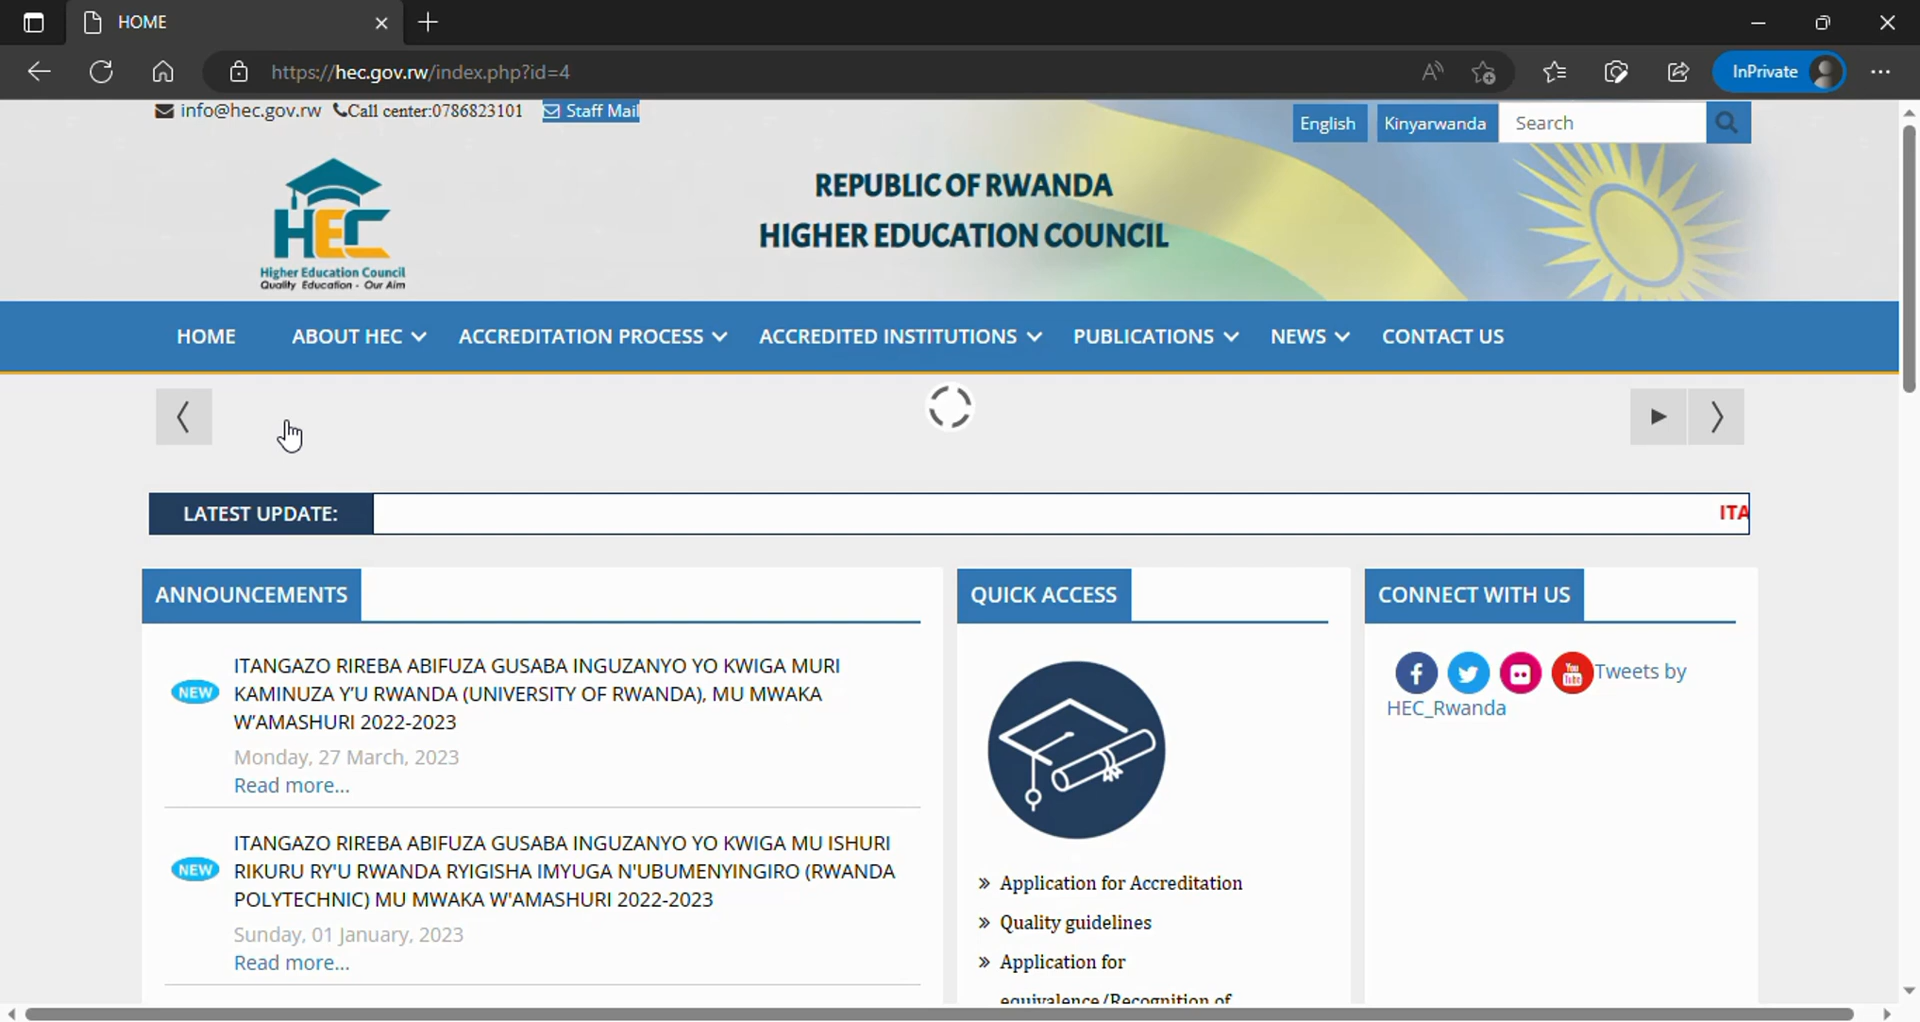 HOME
https://hec.gov.rw/index.php?id=4
InPrivate
info@hec.gov.rw Call center:0786823101 Staff Mail
English Kinyarwanda Search
HEC
Higher Education Council
Quality Education - Our Aim
REPUBLIC OF RWANDA
HIGHER EDUCATION COUNCIL
HOME ABOUT HEC ACCREDITATION PROCESS ACCREDITED INSTITUTIONS PUBLICATIONS NEWS CONTACT US
LATEST UPDATE: ITA
ANNOUNCEMENTS
NEW
ITANGAZO RIREBA ABIFUZA GUSABA INGUZANYO YO KWIGA MURI
KAMINUZA Y'U RWANDA (UNIVERSITY OF RWANDA), MU MWAKA
W'AMASHURI 2022-2023
Monday, 27 March, 2023
Read more...
NEW
ITANGAZO RIREBA ABIFUZA GUSABA INGUZANYO YO KWIGA MU ISHURI
RIKURU RY'U RWANDA RYIGISHA IMYUGA N'UBUMENYINGIRO (RWANDA
POLYTECHNIC) MU MWAKA W'AMASHURI 2022-2023
Sunday, 01 January, 2023
Read more...
QUICK ACCESS
» Application for Accreditation
» Quality guidelines
» Application for
equivalence/Recognition of
CONNECT WITH US
You Tube
Tweets by
HEC_Rwanda